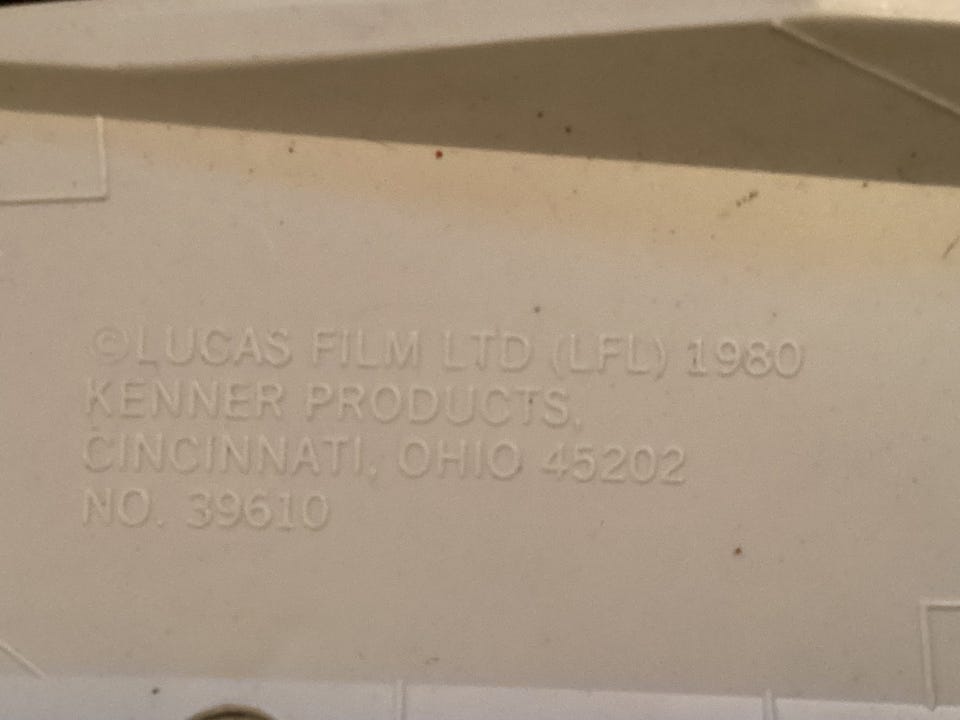 ©LUCAS FILM LTD (LFL) 1980
KENNER PRODUCTS,
CINCINNATI, OHIO 45202
NO. 39610